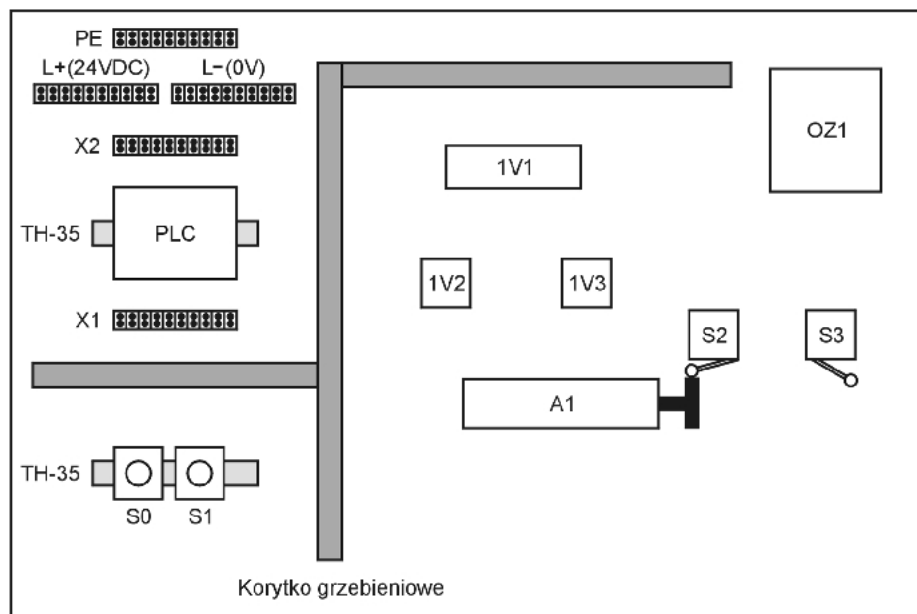 PE
L+(24VDC) L−(0V)
X2
TH-35 PLC
X1
TH-35
S0 S1
Korytko grzebieniowe
OZ1
1V1
1V2 1V3
S2 S3
A1